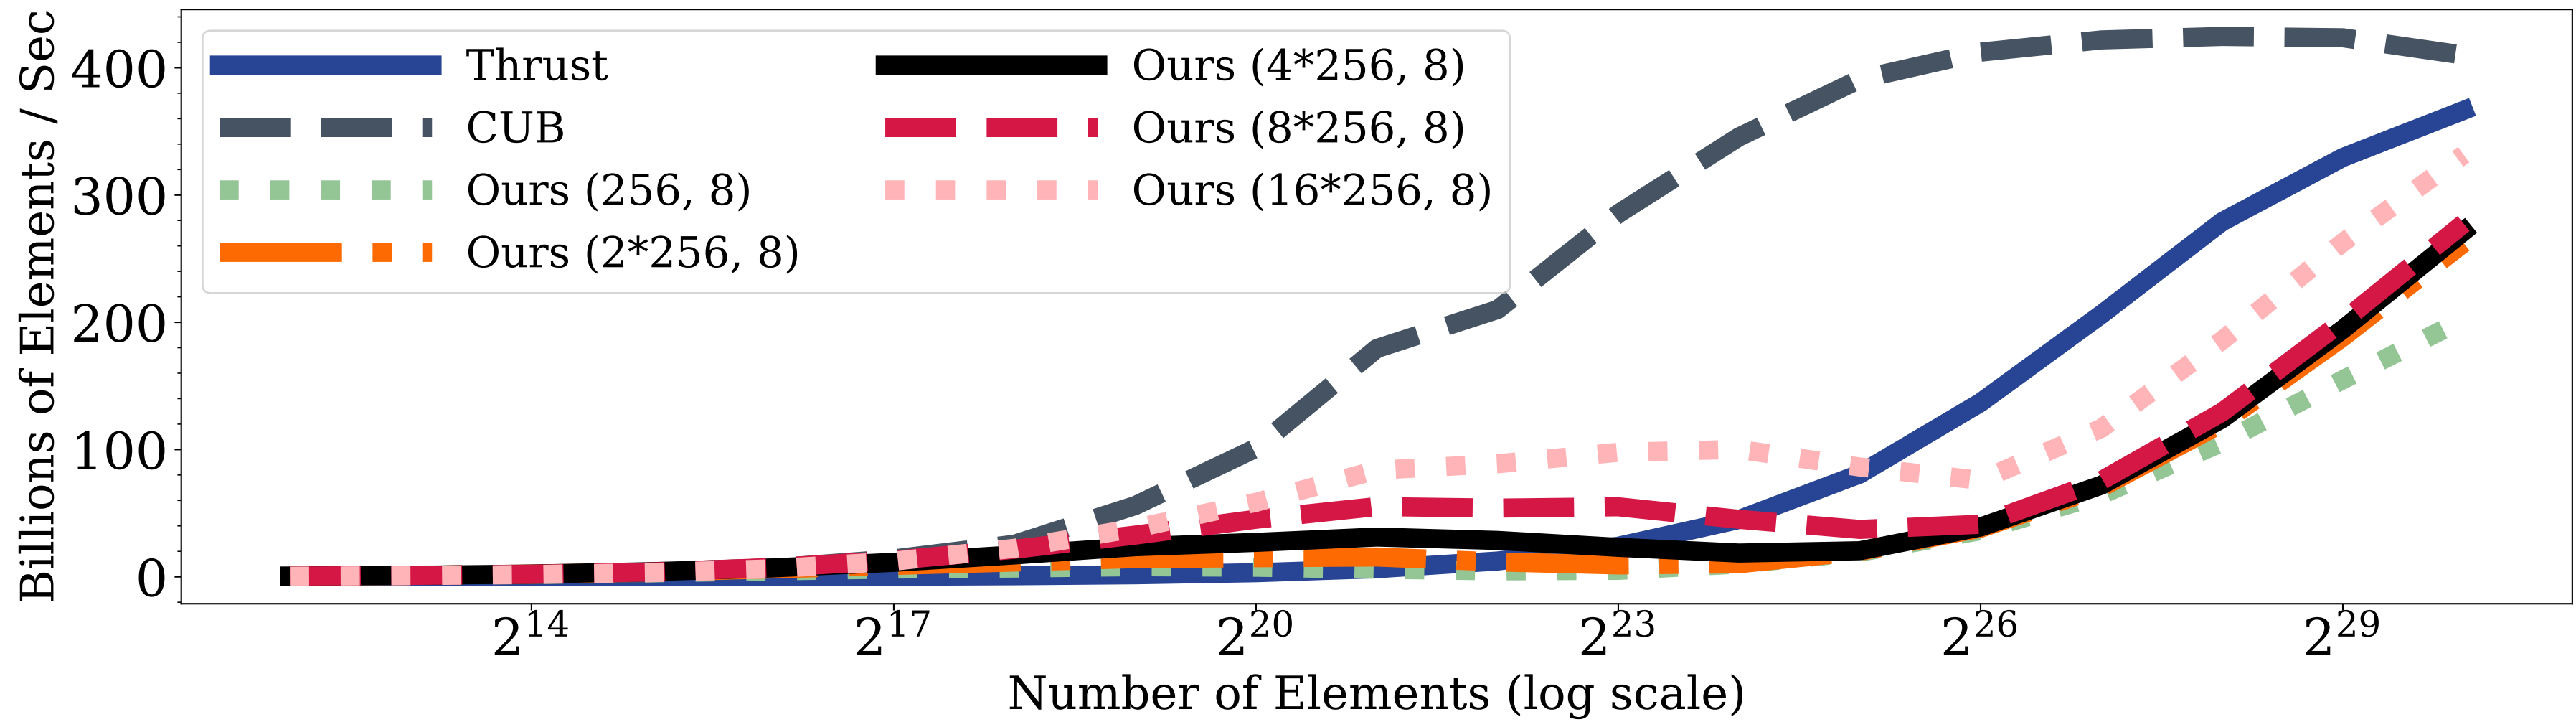 Billions of Elements / Sec
400
300
200
100
0
Thrust
CUB
Ours (256, 8)
Ours (2*256, 8)
Ours (4*256, 8)
Ours (8*256, 8)
Ours (16*256, 8)
2^14 2^17 2^20 2^23 2^26 2^29
Number of Elements (log scale)